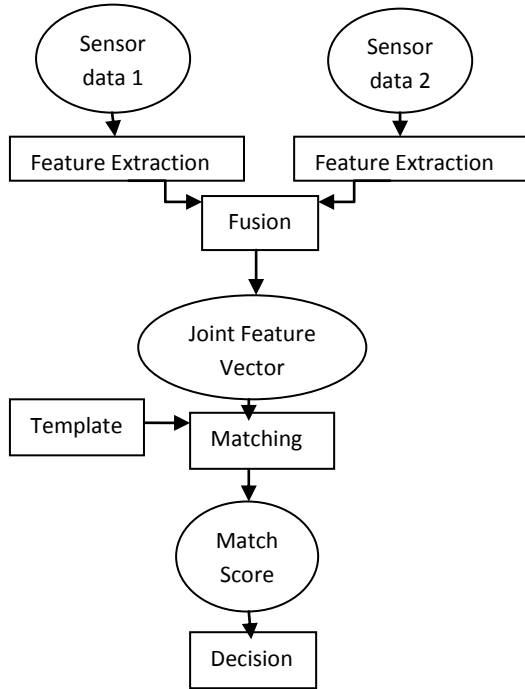 Sensor
data 1
Sensor
data 2
Feature Extraction
Feature Extraction
Fusion
Joint Feature
Vector
Template
Matching
Match
Score
Decision